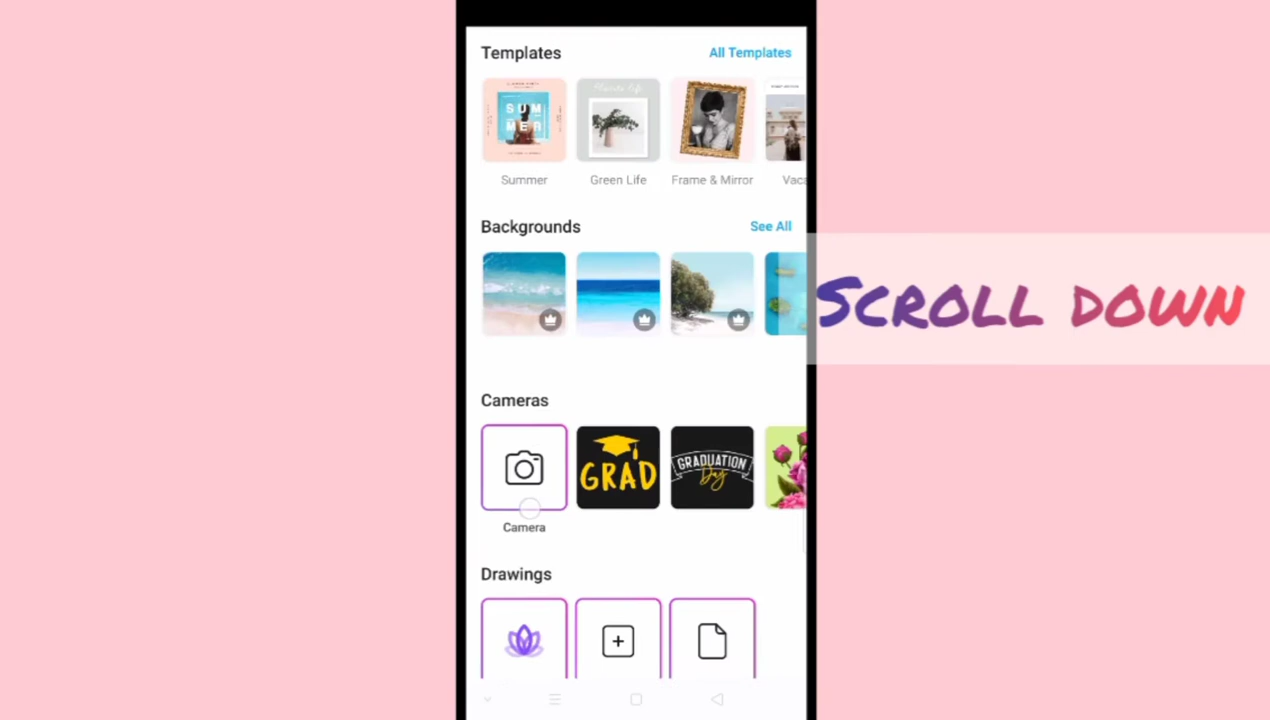 Templates
All Templates
SUM
MER
Summer
Green Life
Frame & Mirror
Vaca
Backgrounds
See All
SCROLL DOWN
Cameras
GRAD
GRADUATION
Day
Camera
Drawings